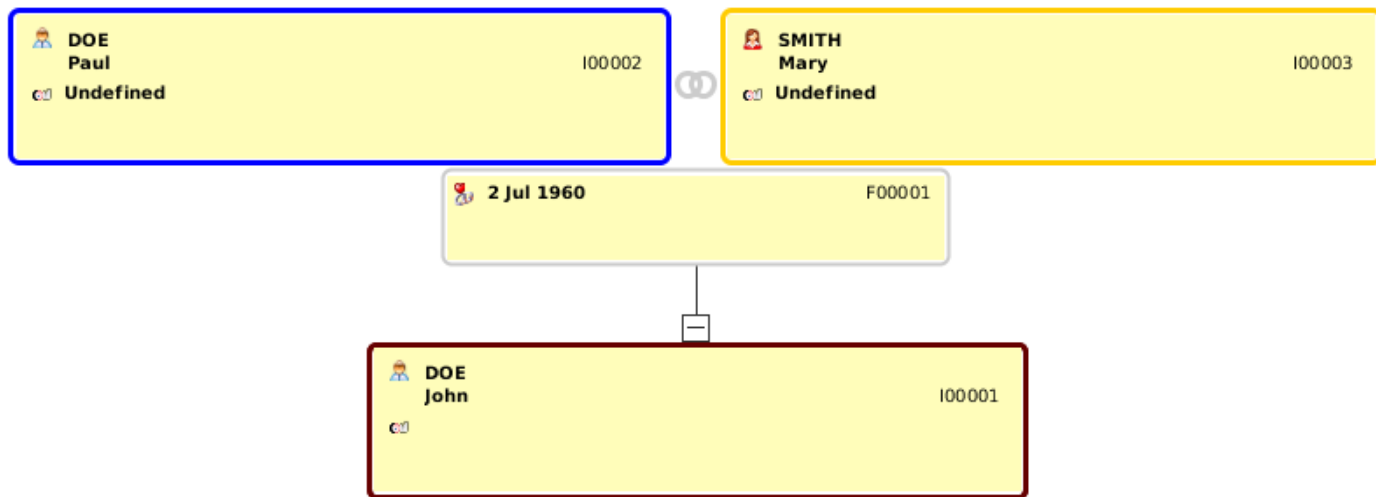 DOE
Paul I00002
Undefined
SMITH
Mary I00003
Undefined
2 Jul 1960 F00001
DOE
John I00001